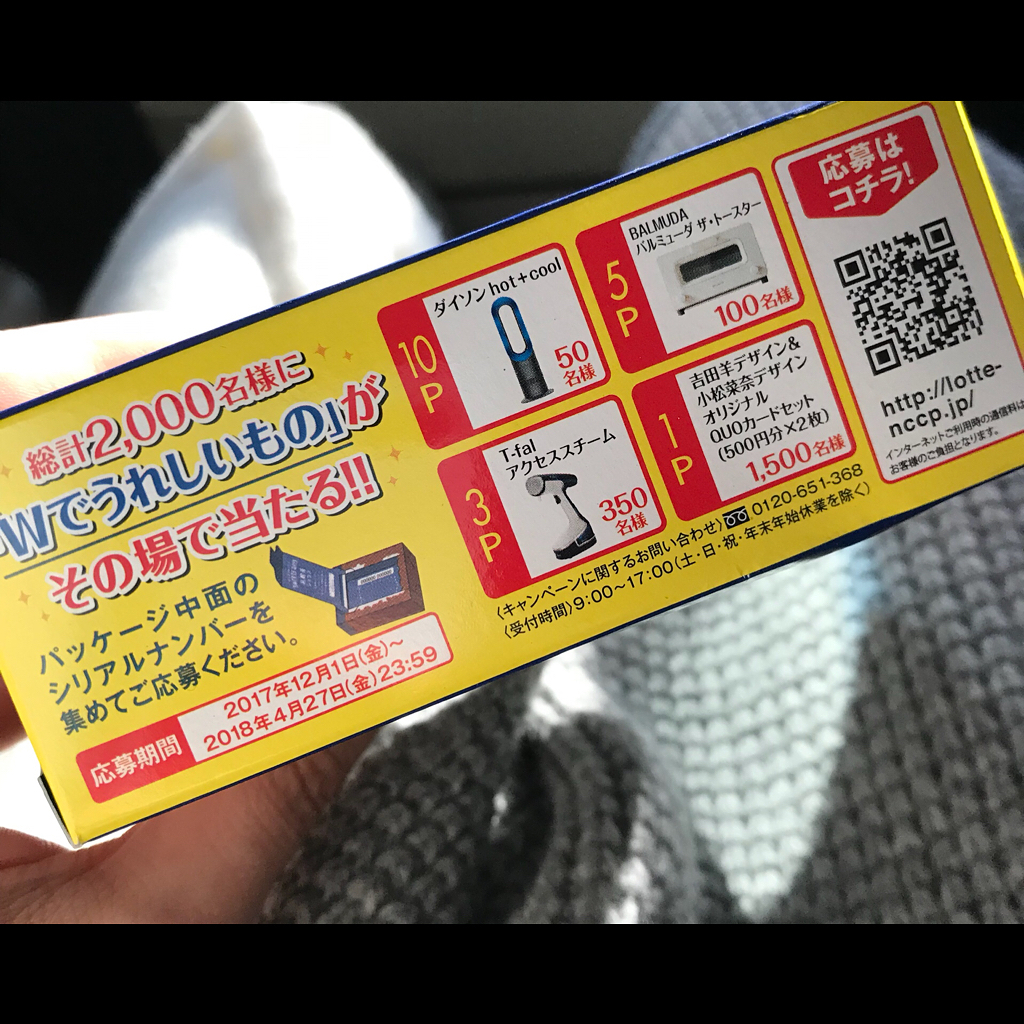 総計2,000名様に
「Wでうれしいもの」が
その場で当たる!!
パッケージ中面の
シリアルナンバーを
集めてご応募ください。
応募期間
2017年12月1日(金)〜
2018年4月27日(金)23:59
10P
ダイソン hot+cool
50名様
5P
BALMUDA
バルミューダ ザ・トースター
100名様
3P
T-fal
アクセススチーム
350名様
1P
吉田羊デザイン&
小松菜奈デザイン
オリジナル
QUOカードセット
(500円分×2枚)
1,500名様
〈キャンペーンに関するお問い合わせ〉 0120-651-368
〈受付時間〉9:00〜17:00(土・日・祝・年末年始休業を除く)
応募は
コチラ!
http://lotte-
nccp.jp/
インターネットご利用時の通信料は
お客様のご負担となります。